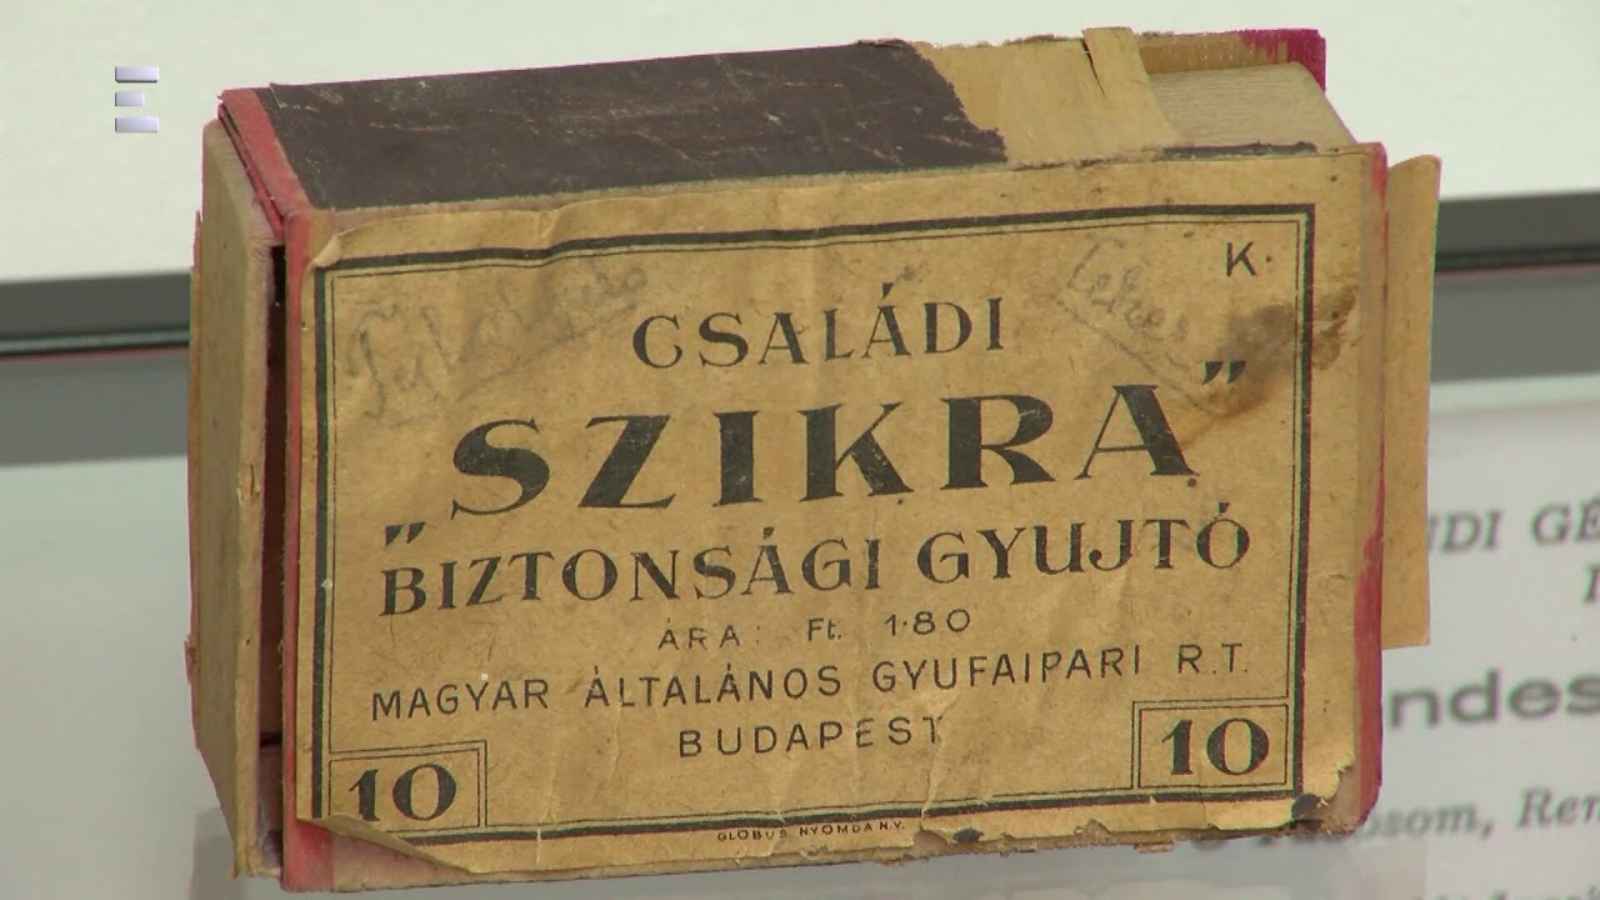 K.
CSALÁDI
„SZIKRA”
BIZTONSÁGI GYUJTÓ
ÁRA: Ft. 1·80
MAGYAR ÁLTALÁNOS GYUFAIPARI R.T.
BUDAPEST
10 10
GLOBUS NYOMDA N.V.